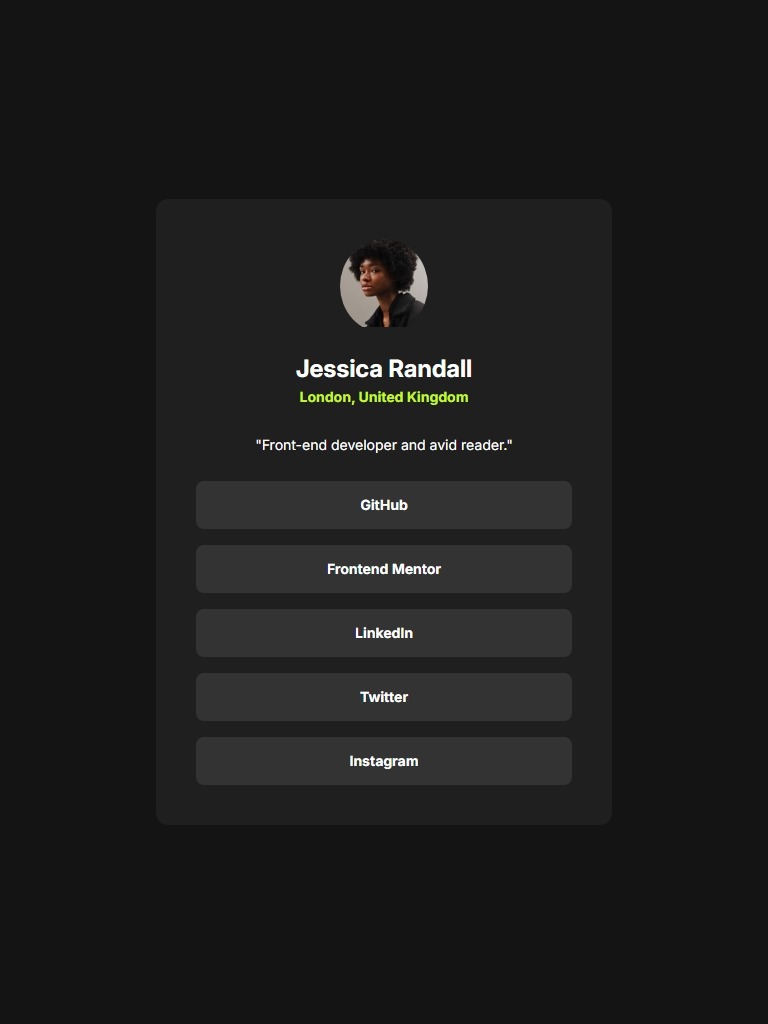 Jessica Randall
London, United Kingdom
"Front-end developer and avid reader."
GitHub
Frontend Mentor
LinkedIn
Twitter
Instagram